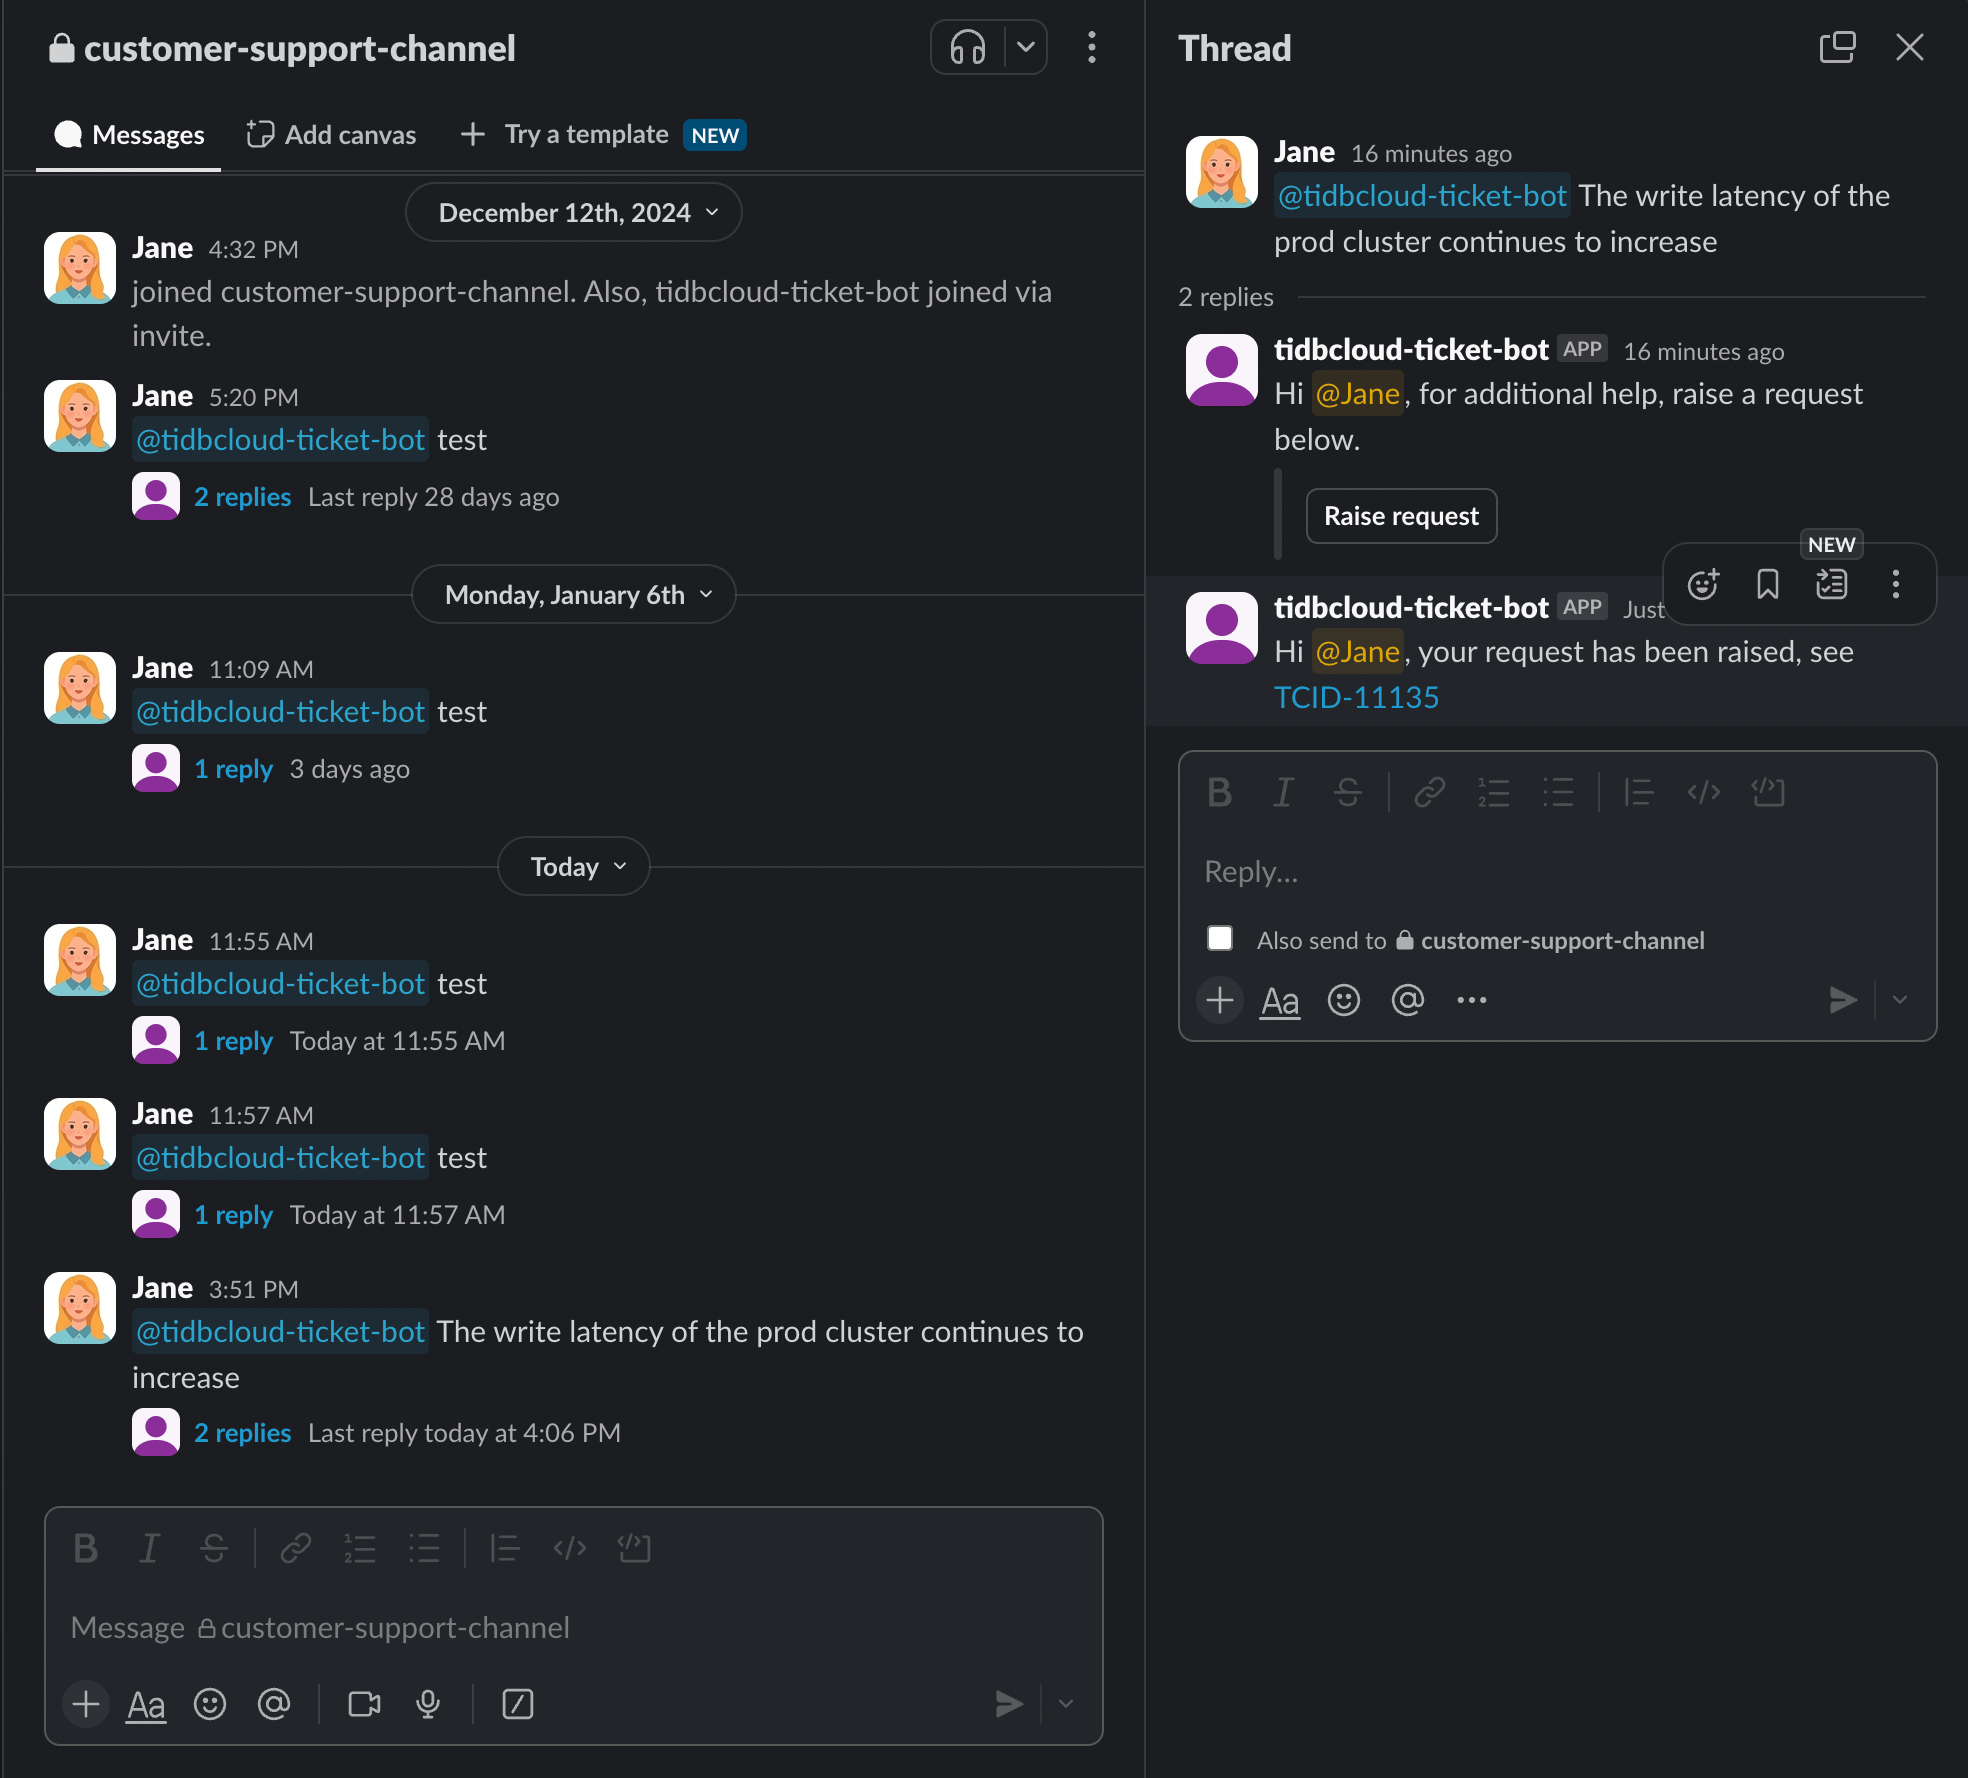 customer-support-channel
Messages
Add canvas
Try a template NEW
December 12th, 2024
Jane 4:32 PM
joined customer-support-channel. Also, tidbcloud-ticket-bot joined via
invite.
Jane 5:20 PM
@tidbcloud-ticket-bot test
2 replies Last reply 28 days ago
Monday, January 6th
Jane 11:09 AM
@tidbcloud-ticket-bot test
1 reply 3 days ago
Today
Jane 11:55 AM
@tidbcloud-ticket-bot test
1 reply Today at 11:55 AM
Jane 11:57 AM
@tidbcloud-ticket-bot test
1 reply Today at 11:57 AM
Jane 3:51 PM
@tidbcloud-ticket-bot The write latency of the prod cluster continues to
increase
2 replies Last reply today at 4:06 PM
Message customer-support-channel
Aa
Thread
Jane 16 minutes ago
@tidbcloud-ticket-bot The write latency of the
prod cluster continues to increase
2 replies
tidbcloud-ticket-bot APP 16 minutes ago
Hi @Jane, for additional help, raise a request
below.
Raise request
NEW
tidbcloud-ticket-bot APP Just
Hi @Jane, your request has been raised, see
TCID-11135
Reply...
Also send to customer-support-channel
Aa